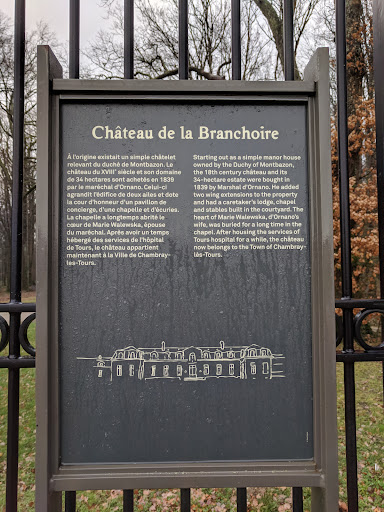 Château de la Branchoire
À l'origine existait un simple châtelet
relevant du duché de Montbazon. Le
château du XVIIIᵉ siècle et son domaine
de 34 hectares sont achetés en 1839
par le maréchal d'Ornano. Celui-ci
agrandit l'édifice de deux ailes et dote
la cour d'honneur d'un pavillon de
concierge, d'une chapelle et d'écuries.
La chapelle a longtemps abrité le
cœur de Marie Walewska, épouse
du maréchal. Après avoir un temps
hébergé des services de l'hôpital
de Tours, le château appartient
maintenant à la Ville de Chambray-
lès-Tours.
Starting out as a simple manor house
owned by the Duchy of Montbazon,
the 18th century château and its
34-hectare estate were bought in
1839 by Marshal d'Ornano. He added
two wing extensions to the property
and had a caretaker's lodge, chapel
and stables built in the courtyard. The
heart of Marie Walewska, d'Ornano's
wife, was buried for a long time in the
chapel. After housing the services of
Tours hospital for a while, the château
now belongs to the Town of Chambray-
lès-Tours.